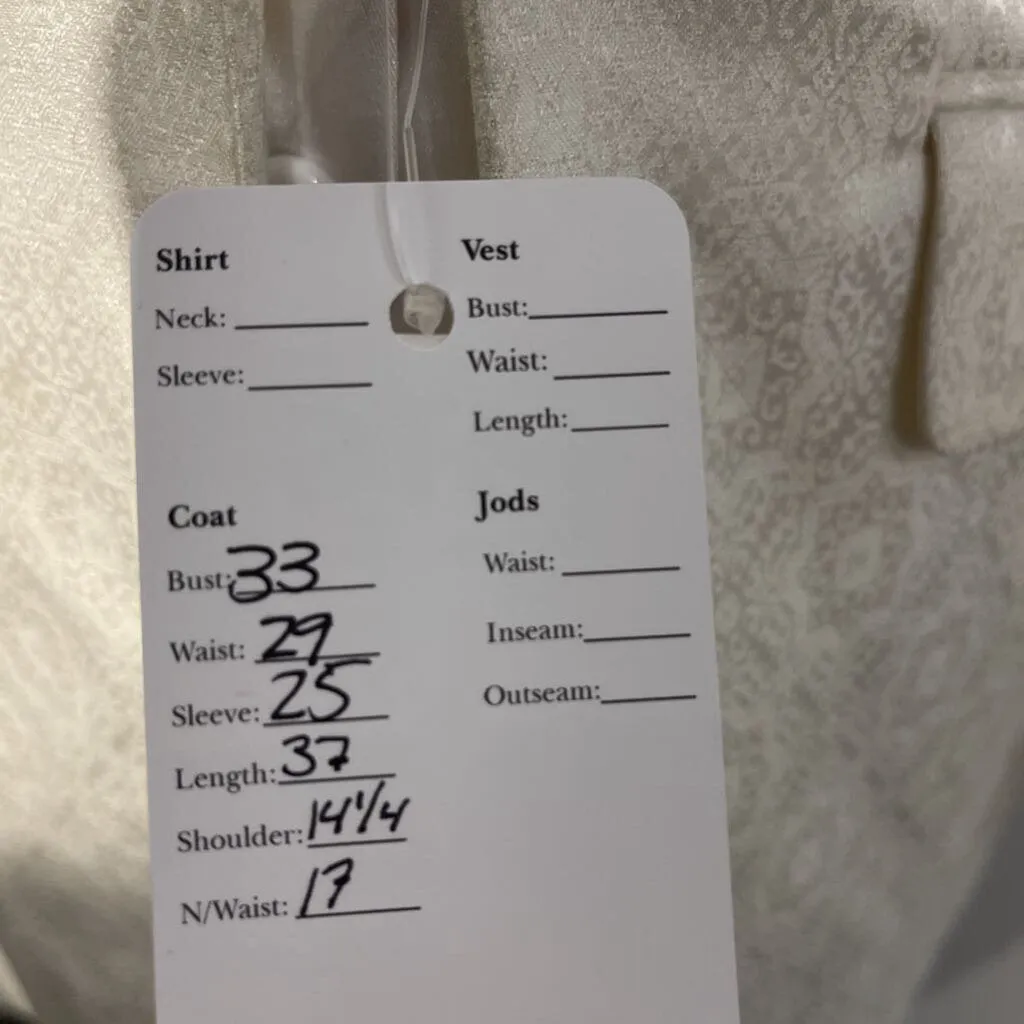 Shirt
Neck:
Sleeve:
Vest
Bust:
Waist:
Length:
Coat
Bust: 33
Waist: 29
Sleeve: 25
Length: 37
Shoulder: 14 1/4
N/Waist: 17
Jods
Waist:
Inseam:
Outseam: